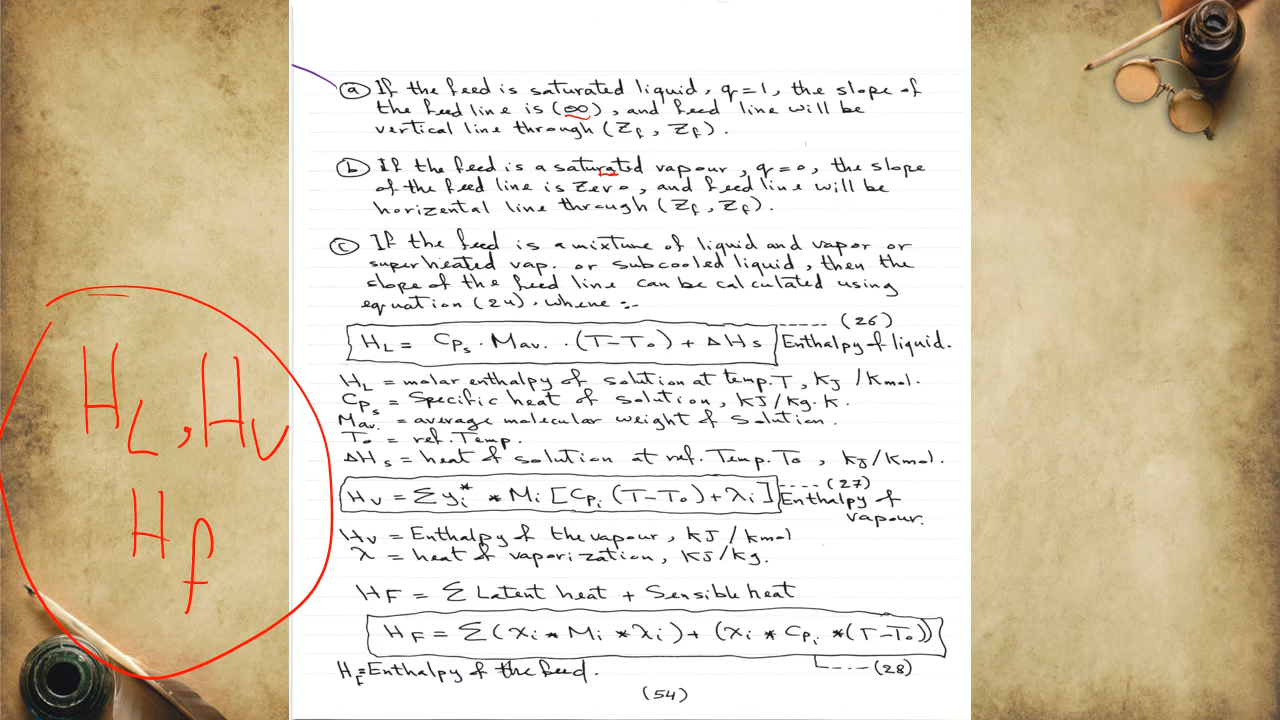 (a) If the feed is saturated liquid, q=1, the slope of
the feed line is (∞), and feed line will be
vertical line through (Zf, Zf).
(b) If the feed is a saturated vapour, q=0, the slope
of the feed line is Zero, and feed line will be
horizental line through (Zf, Zf).
(c) If the feed is a mixture of liquid and vapor or
superheated vap. or subcooled liquid, then the
slope of the feed line can be calculated using
equation (24), where :-
HL = Cps . Mav. . (T-To) + ΔHs ----- (26)
Enthalpy of liquid.
HL = molar enthalpy of solution at temp. T, KJ /Kmol.
Cps = Specific heat of solution, KJ/Kg.K.
Mav. = average molecular weight of solution.
To = ref. Temp.
ΔHs = heat of solution at ref. Temp. To, KJ/Kmol.
Hv = Σ yi* * Mi [Cpi (T-To) + λi] ----- (27)
Enthalpy of
vapour.
Hv = Enthalpy of the vapour, KJ/Kmol
λ = heat of vaporization, KJ/Kg.
HF = Σ Latent heat + Sensible heat
HF = Σ (xi * Mi * λi) + (xi * Cpi * (T-To))
----(28)
HF = Enthalpy of the feed.
(54)
HL, Hv
Hf